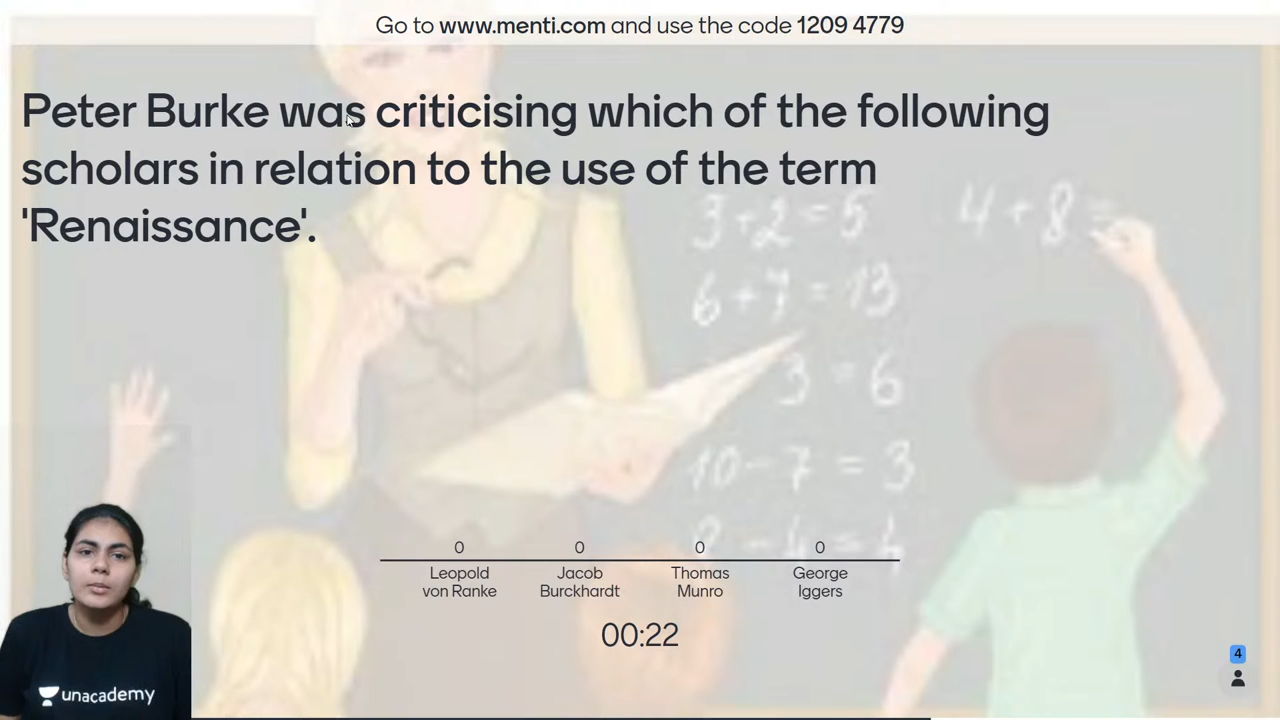 Go to www.menti.com and use the code 1209 4779
Peter Burke was criticising which of the following
scholars in relation to the use of the term
'Renaissance'.
3+2=5
4+8=
6+7=13
3=6
10-7=3
0
0
0
0
Leopold
von Ranke
Jacob
Burckhardt
Thomas
Munro
George
Iggers
00:22
4
unacademy